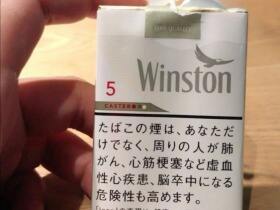 Winston
5
CASTER
たばこの煙は、あなただ
けでなく、周りの人が肺
がん、心筋梗塞など虚血
性心疾患、脳卒中になる
危険性も高めます。